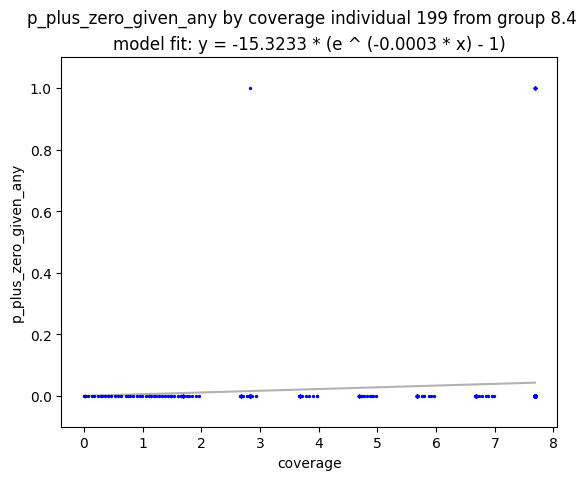 p_plus_zero_given_any by coverage individual 199 from group 8.4
model fit: y = -15.3233 * (e ^ (-0.0003 * x) - 1)
1.0
0.8
0.6
0.4
0.2
0.0
p_plus_zero_given_any
0 1 2 3 4 5 6 7 8
coverage